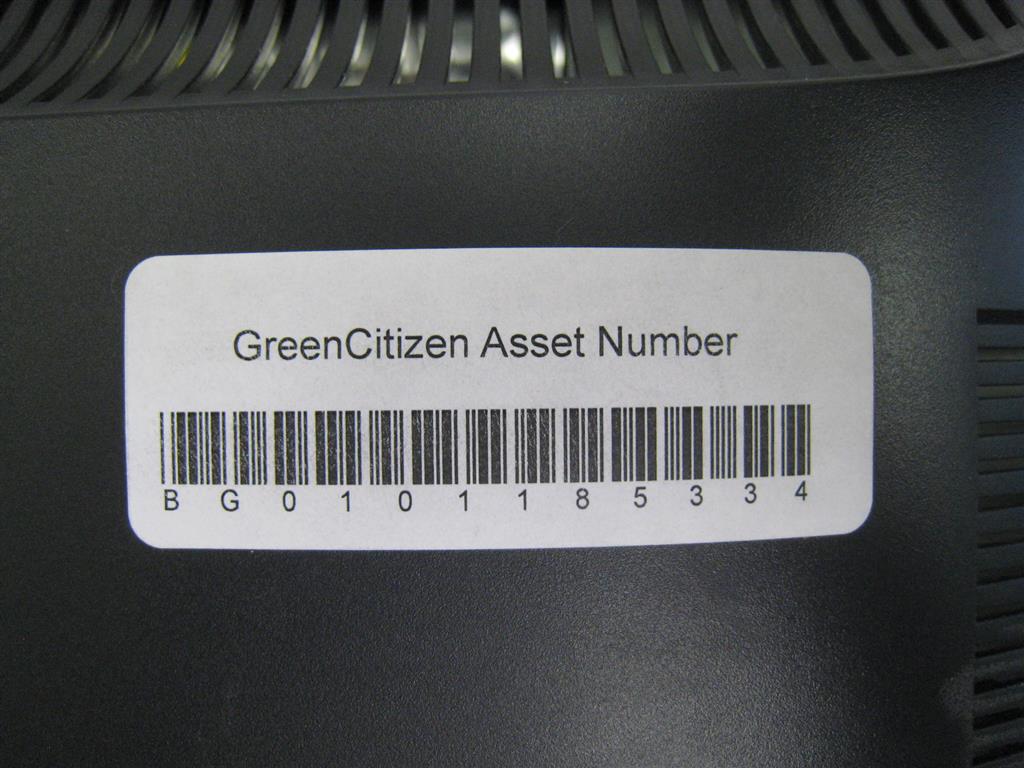 GreenCitizen Asset Number
B G 0 1 0 1 1 8 5 3 3 4